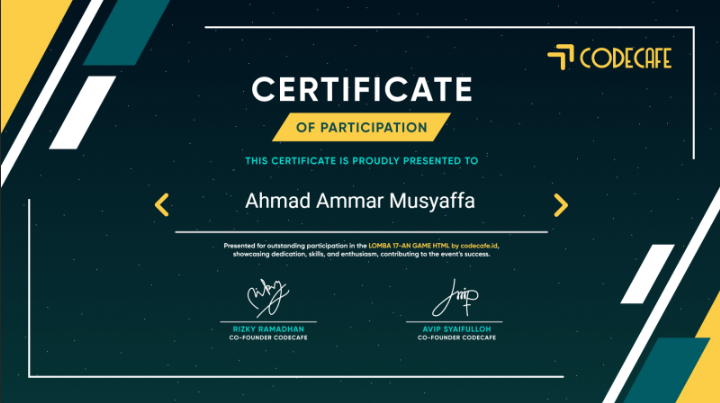 CODECAFE
CERTIFICATE
OF PARTICIPATION
THIS CERTIFICATE IS PROUDLY PRESENTED TO
Ahmad Ammar Musyaffa
Presented for outstanding participation in the LOMBA 17-AN GAME HTML by codecafe.id,
showcasing dedication, skills, and enthusiasm, contributing to the event's success.
RIZKY RAMADHAN
CO-FOUNDER CODECAFE
AVIP SYAIFULLOH
CO-FOUNDER CODECAFE